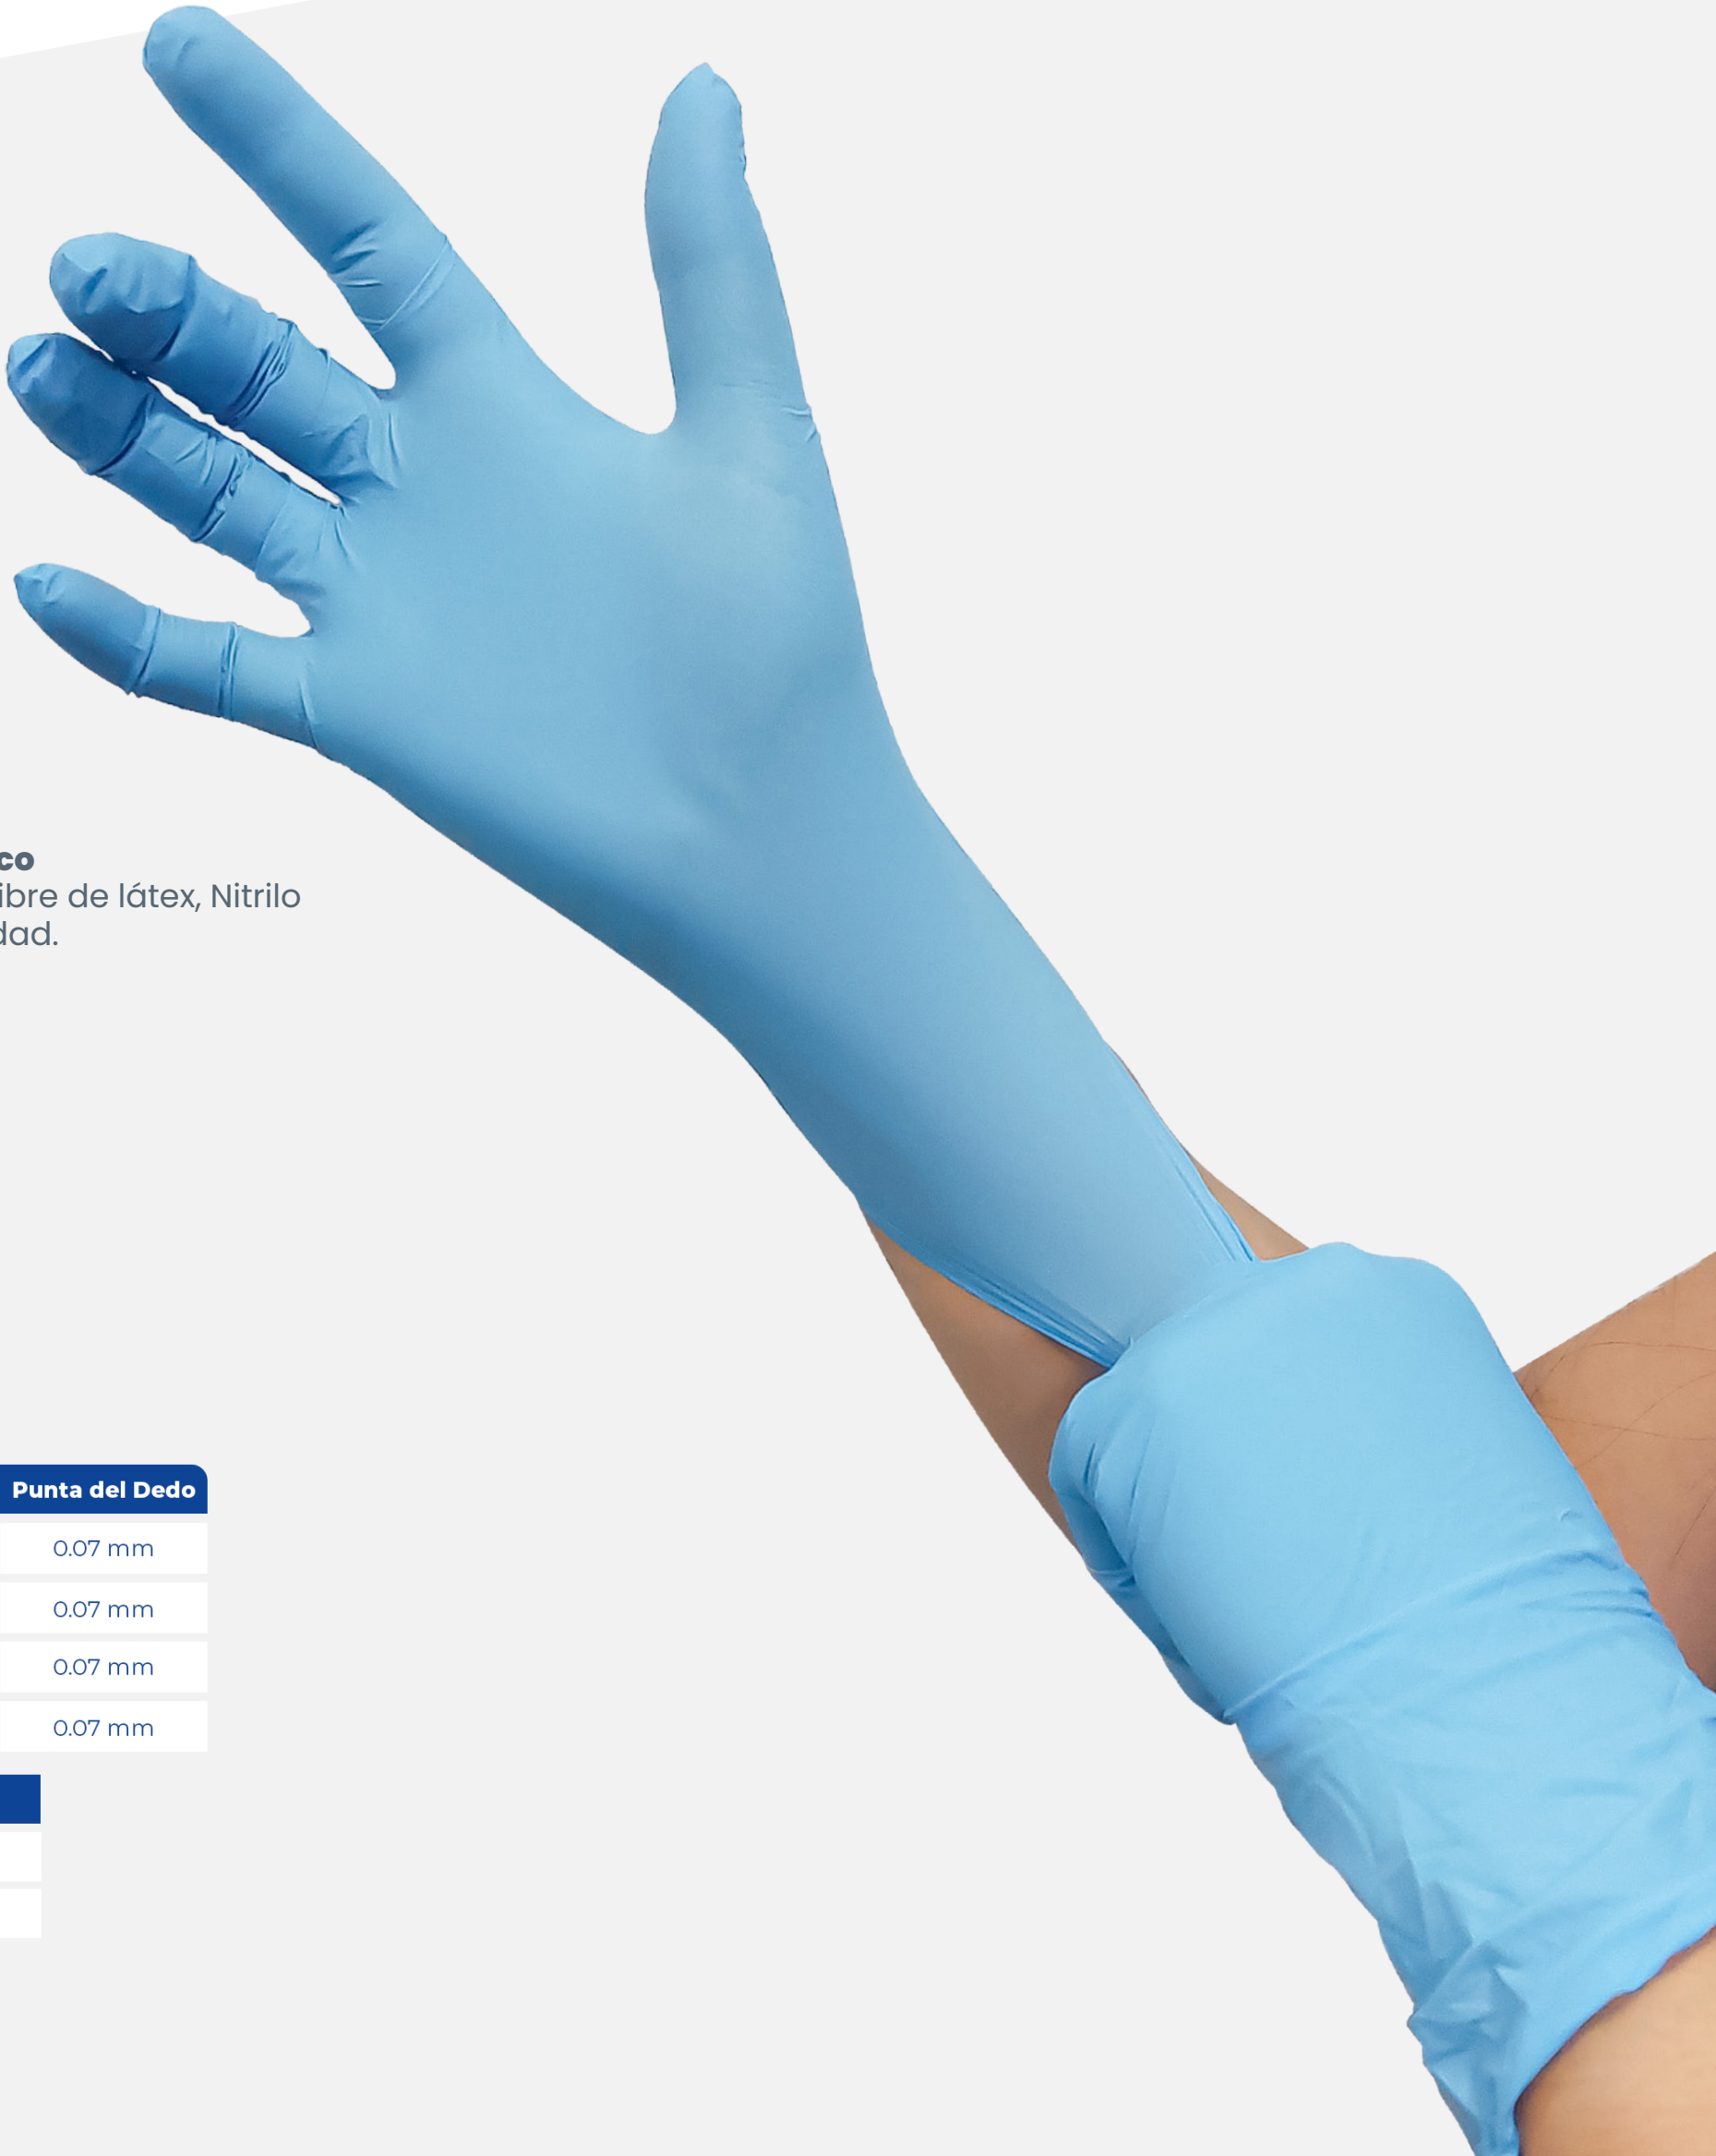 co
ibre de látex, Nitrilo
dad.
Punta del Dedo
0.07 mm
0.07 mm
0.07 mm
0.07 mm